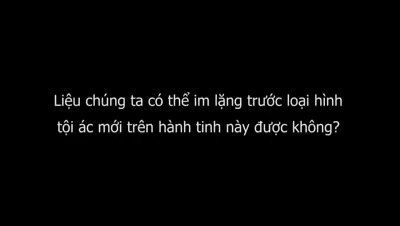 Liệu chúng ta có thể im lặng trước loại hình
tội ác mới trên hành tinh này được không?